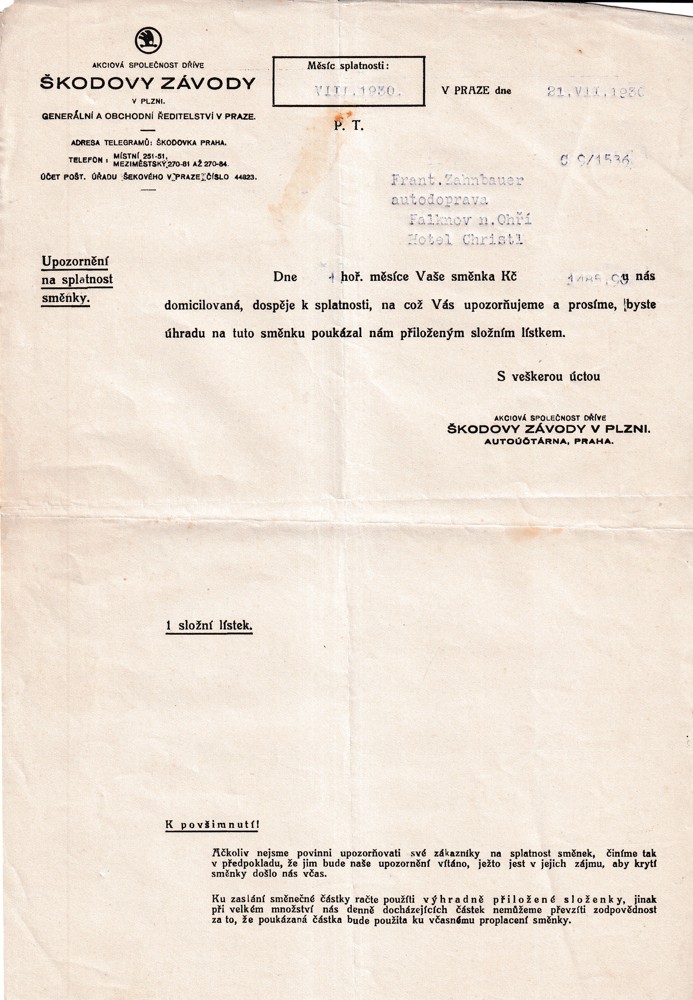 AKCIOVÁ SPOLEČNOST DŘÍVE
ŠKODOVY ZÁVODY
V PLZNI.
GENERÁLNÍ A OBCHODNÍ ŘEDITELSTVÍ V PRAZE.
ADRESA TELEGRAMŮ: ŠKODOVKA PRAHA.
TELEFON: MÍSTNÍ 251-51,
MEZIMĚSTSKÝ 270-81 AŽ 270-84.
ÚČET POŠT. ÚŘADU ŠEKOVÉHO V PRAZE ČÍSLO 44823.
Měsíc splatnosti:
VIII.1930.
V PRAZE dne 21.VII.1930
P. T.
C 9/1536
Frant.Zahnbauer
autodoprava
Falknov n.Ohří
Hotel Christl
Upozornění
na splatnost
směnky.
Dne 1 hoř. měsíce Vaše směnka Kč u nás
domicilovaná, dospěje k splatnosti, na což Vás upozorňujeme a prosíme, byste
úhradu na tuto směnku poukázal nám přiloženým složním lístkem.
S veškerou úctou
AKCIOVÁ SPOLEČNOST DŘÍVE
ŠKODOVY ZÁVODY V PLZNI.
AUTOÚČTÁRNA, PRAHA.
1 složní lístek.
K povšimnutí!
Ačkoliv nejsme povinni upozorňovati své zákazníky na splatnost směnek, činíme tak
v předpokladu, že jim bude naše upozornění vítáno, ježto jest v jejich zájmu, aby krytí
směnky došlo nás včas.
Ku zaslání směnečné částky račte použíti výhradně přiložené složenky, jinak
při velkém množství nás denně docházejících částek nemůžeme převzíti zodpovědnost
za to, že poukázaná částka bude použita ku včasnému proplacení směnky.